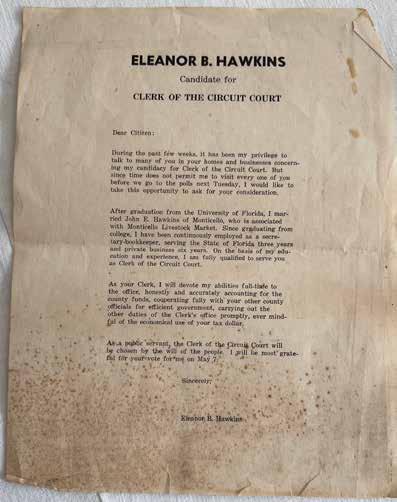 ELEANOR B. HAWKINS
Candidate for
CLERK OF THE CIRCUIT COURT
Dear Citizen:
During the past few weeks, it has been my privilege to
talk to many of you in your homes and businesses concern-
ing my candidacy for Clerk of the Circuit Court. But
since time does not permit me to visit every one of you
before we go to the polls next Tuesday, I would like to
take this opportunity to ask for your consideration.
After graduation from the University of Florida, I mar-
ried John E. Hawkins of Monticello, who is associated
with Monticello Livestock Market. Since graduating from
college, I have been continuously employed as a secre-
tary-bookkeeper, serving the State of Florida three years
and private business six years. On the basis of my edu-
cation and experience, I am fully qualified to serve you
as Clerk of the Circuit Court.
As your Clerk, I will devote my abilities full-time to
the office, honestly and accurately accounting for the
county funds, cooperating fully with your other county
officials for efficient government, carrying out the
other duties of the Clerk's office promptly, ever mind-
ful of the economical use of your tax dollar.
As a public servant, the Clerk of the Circuit Court will
be chosen by the will of the people. I will be most grate-
ful for your vote for me on May 7.
Sincerely,
Eleanor B. Hawkins